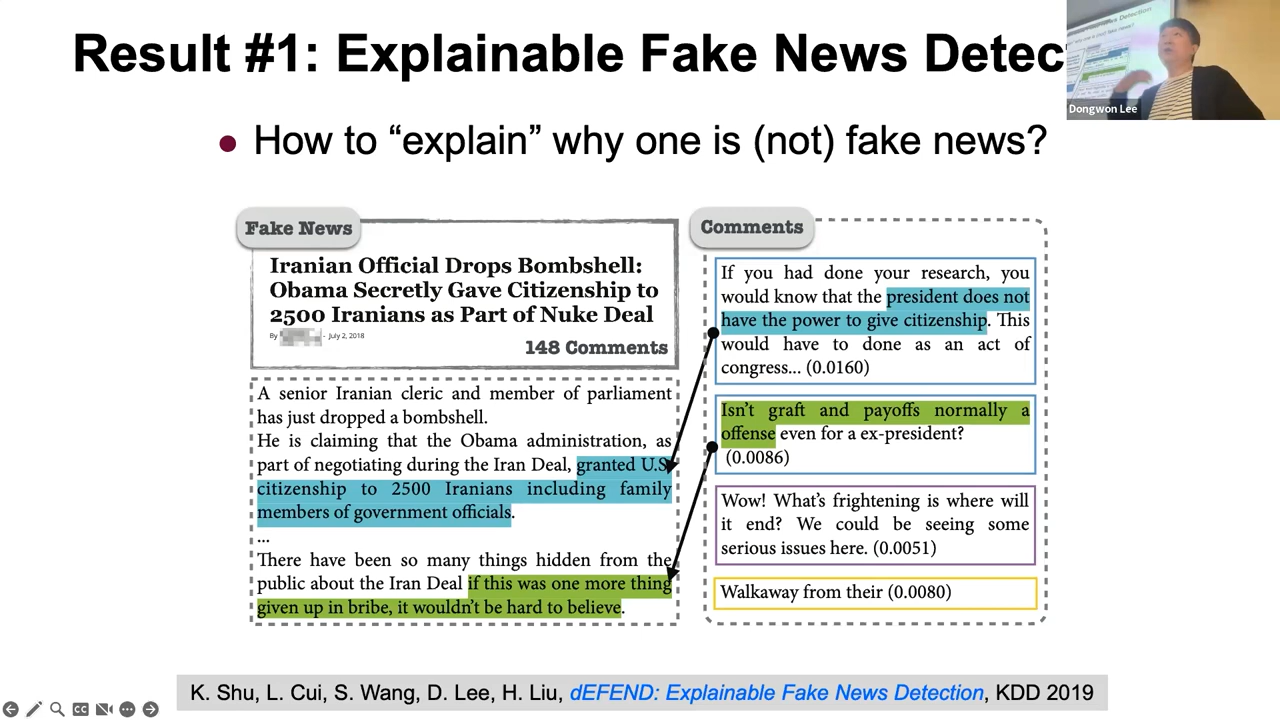 Result #1: Explainable Fake News Detec
Dongwon Lee
● How to “explain” why one is (not) fake news?
Fake News
Iranian Official Drops Bombshell:
Obama Secretly Gave Citizenship to
2500 Iranians as Part of Nuke Deal
By - July 2, 2018
148 Comments
A senior Iranian cleric and member of parliament
has just dropped a bombshell.
He is claiming that the Obama administration, as
part of negotiating during the Iran Deal, granted U.S.
citizenship to 2500 Iranians including family
members of government officials.
...
There have been so many things hidden from the
public about the Iran Deal if this was one more thing
given up in bribe, it wouldn’t be hard to believe.
Comments
If you had done your research, you
would know that the president does not
have the power to give citizenship. This
would have to done as an act of
congress... (0.0160)
Isn’t graft and payoffs normally a
offense even for a ex-president?
(0.0086)
Wow! What’s frightening is where will
it end? We could be seeing some
serious issues here. (0.0051)
Walkaway from their (0.0080)
K. Shu, L. Cui, S. Wang, D. Lee, H. Liu, dEFEND: Explainable Fake News Detection, KDD 2019